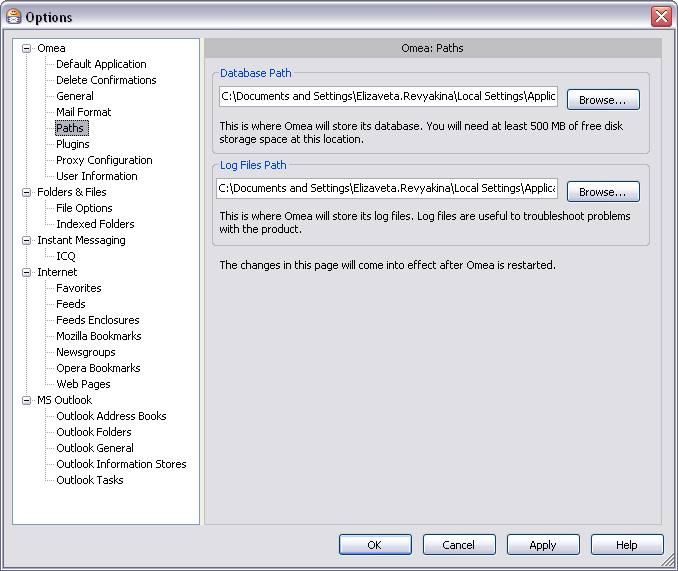 Options
Omea
Default Application
Delete Confirmations
General
Mail Format
Paths
Plugins
Proxy Configuration
User Information
Folders & Files
File Options
Indexed Folders
Instant Messaging
ICQ
Internet
Favorites
Feeds
Feeds Enclosures
Mozilla Bookmarks
Newsgroups
Opera Bookmarks
Web Pages
MS Outlook
Outlook Address Books
Outlook Folders
Outlook General
Outlook Information Stores
Outlook Tasks
Omea: Paths
Database Path
C:\Documents and Settings\Elizaveta.Revyakina\Local Settings\Applic
Browse...
This is where Omea will store its database. You will need at least 500 MB of free disk
storage space at this location.
Log Files Path
C:\Documents and Settings\Elizaveta.Revyakina\Local Settings\Applica
Browse...
This is where Omea will store its log files. Log files are useful to troubleshoot problems
with the product.
The changes in this page will come into effect after Omea is restarted.
OK
Cancel
Apply
Help